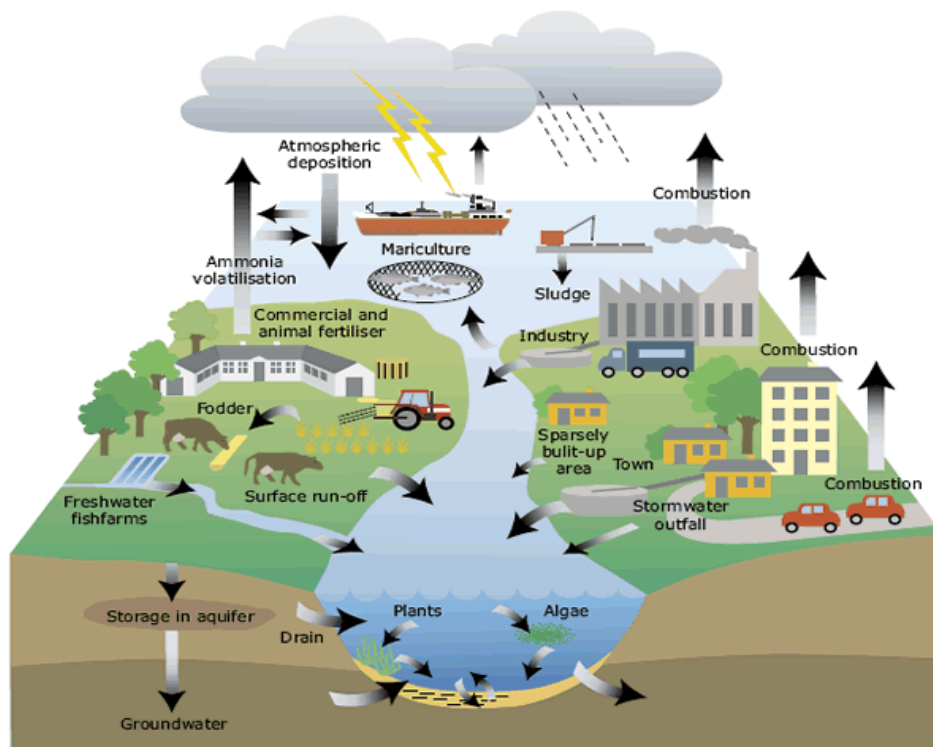 Atmospheric
deposition
Combustion
Mariculture
Ammonia
volatilisation
Sludge
Commercial and
animal fertiliser
Industry
Combustion
Fodder
Sparsely
bulit-up
area
Town
Combustion
Surface run-off
Freshwater
fishfarms
Stormwater
outfall
Plants
Algae
Storage in aquifer
Drain
Groundwater